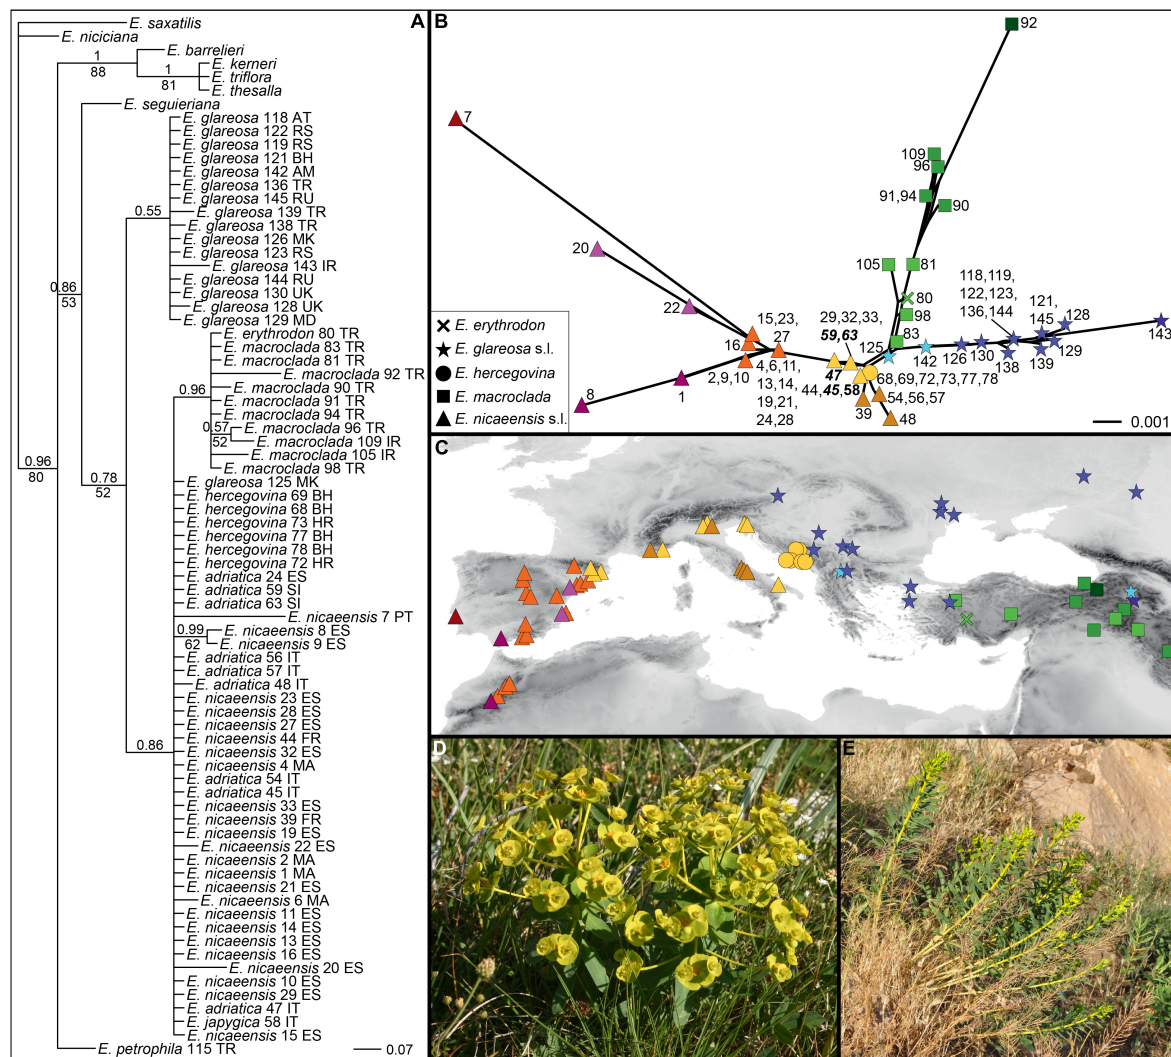 A
E. saxatilis
E. niciciana
E. barrelieri
1
88
E. kerneri
1
E. triflora
81
E. thesalla
E. seguieriana
E. glareosa 118 AT
E. glareosa 122 RS
E. glareosa 119 RS
E. glareosa 121 BH
E. glareosa 142 AM
E. glareosa 136 TR
E. glareosa 145 RU
0.55
E. glareosa 139 TR
E. glareosa 138 TR
E. glareosa 126 MK
E. glareosa 123 RS
E. glareosa 143 IR
E. glareosa 144 RU
0.86
E. glareosa 130 UK
53
E. glareosa 128 UK
E. glareosa 129 MD
E. erythrodon 80 TR
E. macroclada 83 TR
E. macroclada 81 TR
E. macroclada 92 TR
0.96
E. macroclada 90 TR
E. macroclada 91 TR
E. macroclada 94 TR
0.57
E. macroclada 96 TR
52
E. macroclada 109 IR
E. macroclada 105 IR
0.96
E. macroclada 98 TR
80
0.78
E. glareosa 125 MK
52
E. hercegovina 69 BH
E. hercegovina 68 BH
E. hercegovina 73 HR
E. hercegovina 77 BH
E. hercegovina 78 BH
E. hercegovina 72 HR
E. adriatica 24 ES
E. adriatica 59 SI
E. adriatica 63 SI
E. nicaeensis 7 PT
0.99
E. nicaeensis 8 ES
62
E. nicaeensis 9 ES
E. adriatica 56 IT
E. adriatica 57 IT
E. adriatica 48 IT
E. nicaeensis 23 ES
E. nicaeensis 28 ES
E. nicaeensis 27 ES
E. nicaeensis 44 FR
0.86
E. nicaeensis 32 ES
E. nicaeensis 4 MA
E. adriatica 54 IT
E. adriatica 45 IT
E. nicaeensis 33 ES
E. nicaeensis 39 FR
E. nicaeensis 19 ES
E. nicaeensis 22 ES
E. nicaeensis 2 MA
E. nicaeensis 1 MA
E. nicaeensis 21 ES
E. nicaeensis 6 MA
E. nicaeensis 11 ES
E. nicaeensis 14 ES
E. nicaeensis 13 ES
E. nicaeensis 16 ES
E. nicaeensis 20 ES
E. nicaeensis 10 ES
E. nicaeensis 29 ES
E. adriatica 47 IT
E. japygica 58 IT
E. nicaeensis 15 ES
E. petrophila 115 TR
0.07
B
92
7
109
96
91,94
90
20
105
81
22
80
98
83
118,119,
122,123,
136,144
121,
145
128
143
15,23,
27
16
29,32,33,
59,63
125
142
126
130
138
139
129
2,9,10
4,6,11,
13,14,
19,21,
24,28
47
44,45,58
68,69,72,73,77,78
54,56,57
39
48
1
8
E. erythrodon
E. glareosa s.l.
E. hercegovina
E. macroclada
E. nicaeensis s.l.
0.001
C
D
E